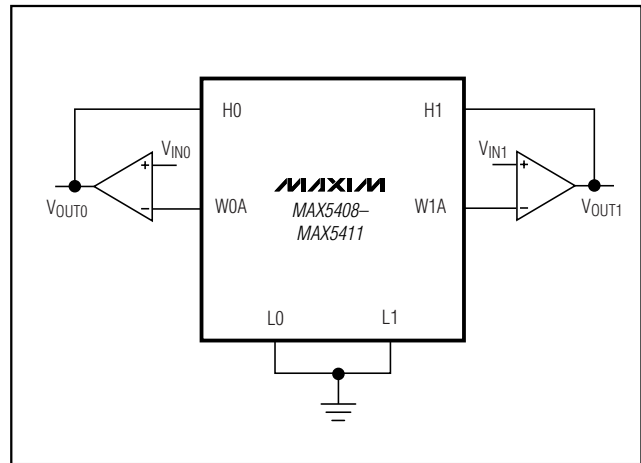 H0 H1
VIN0 VIN1
+ +
MAXIM
VOUT0 − W0A MAX5408– W1A − VOUT1
MAX5411
L0 L1